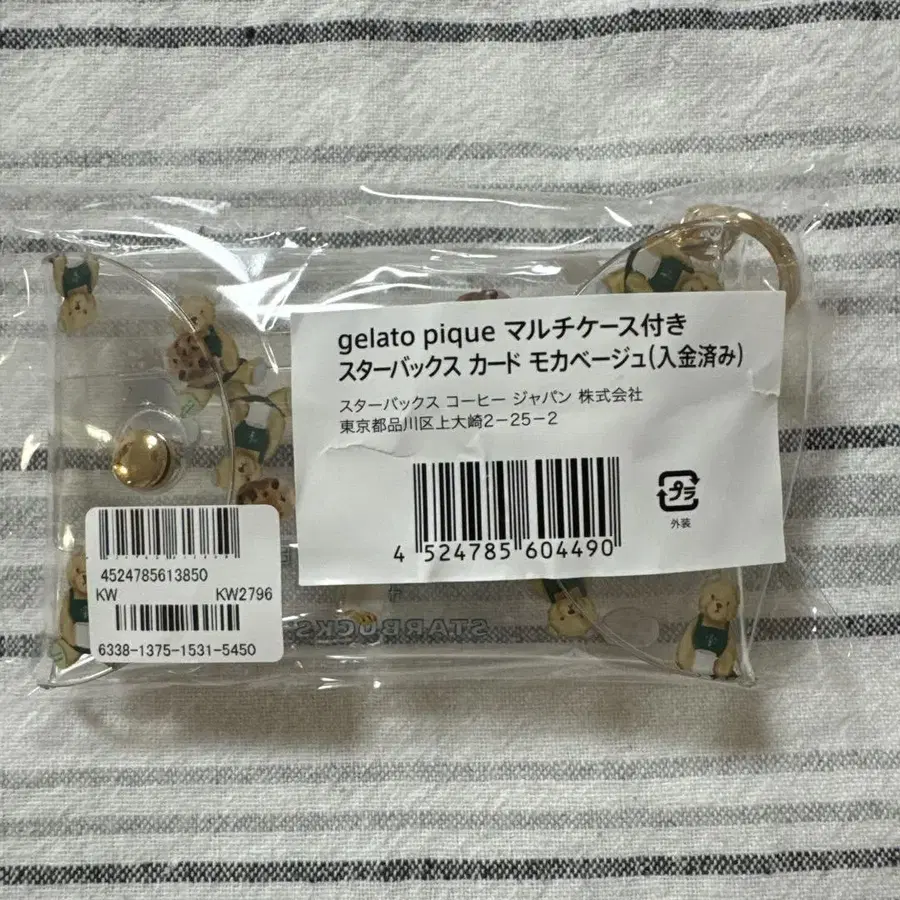 gelato pique マルチケース付き
スターバックス カード モカベージュ(入金済み)
スターバックス コーヒー ジャパン 株式会社
東京都品川区上大崎2-25-2
4 524785 604490
プラ
外装
4524785613850
KW KW2796
6338-1375-1531-5450
STARBUCKS